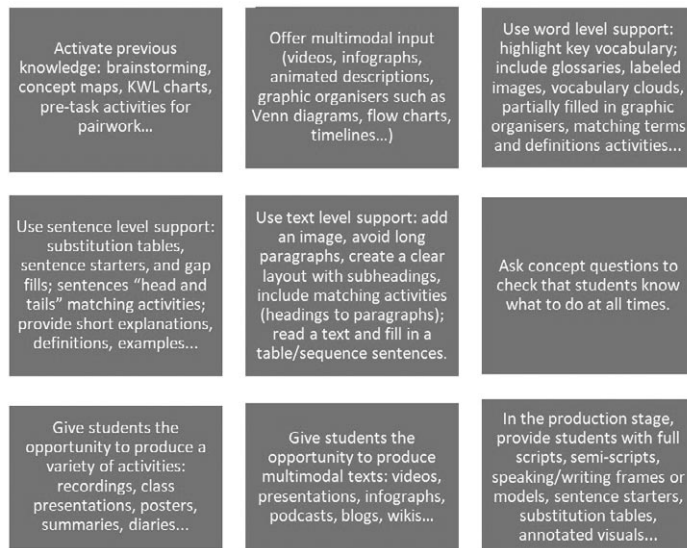 Activate previous
knowledge: brainstorming,
concept maps, KWL charts,
pre-task activities for
pairwork...
Offer multimodal input
(videos, infographs,
animated descriptions,
graphic organisers such as
Venn diagrams, flow charts,
timelines...)
Use word level support:
highlight key vocabulary;
include glossaries, labeled
images, vocabulary clouds,
partially filled in graphic
organisers, matching terms
and definitions activities...
Use sentence level support:
substitution tables,
sentence starters, and gap
fills; sentences “head and
tails” matching activities;
provide short explanations,
definitions, examples...
Use text level support: add
an image, avoid long
paragraphs, create a clear
layout with subheadings,
include matching activities
(headings to paragraphs);
read a text and fill in a
table/sequence sentences.
Ask concept questions to
check that students know
what to do at all times.
Give students the
opportunity to produce a
variety of activities:
recordings, class
presentations, posters,
summaries, diaries...
Give students the
opportunity to produce
multimodal texts: videos,
presentations, infographs,
podcasts, blogs, wikis...
In the production stage,
provide students with full
scripts, semi-scripts,
speaking/writing frames or
models, sentence starters,
substitution tables,
annotated visuals...